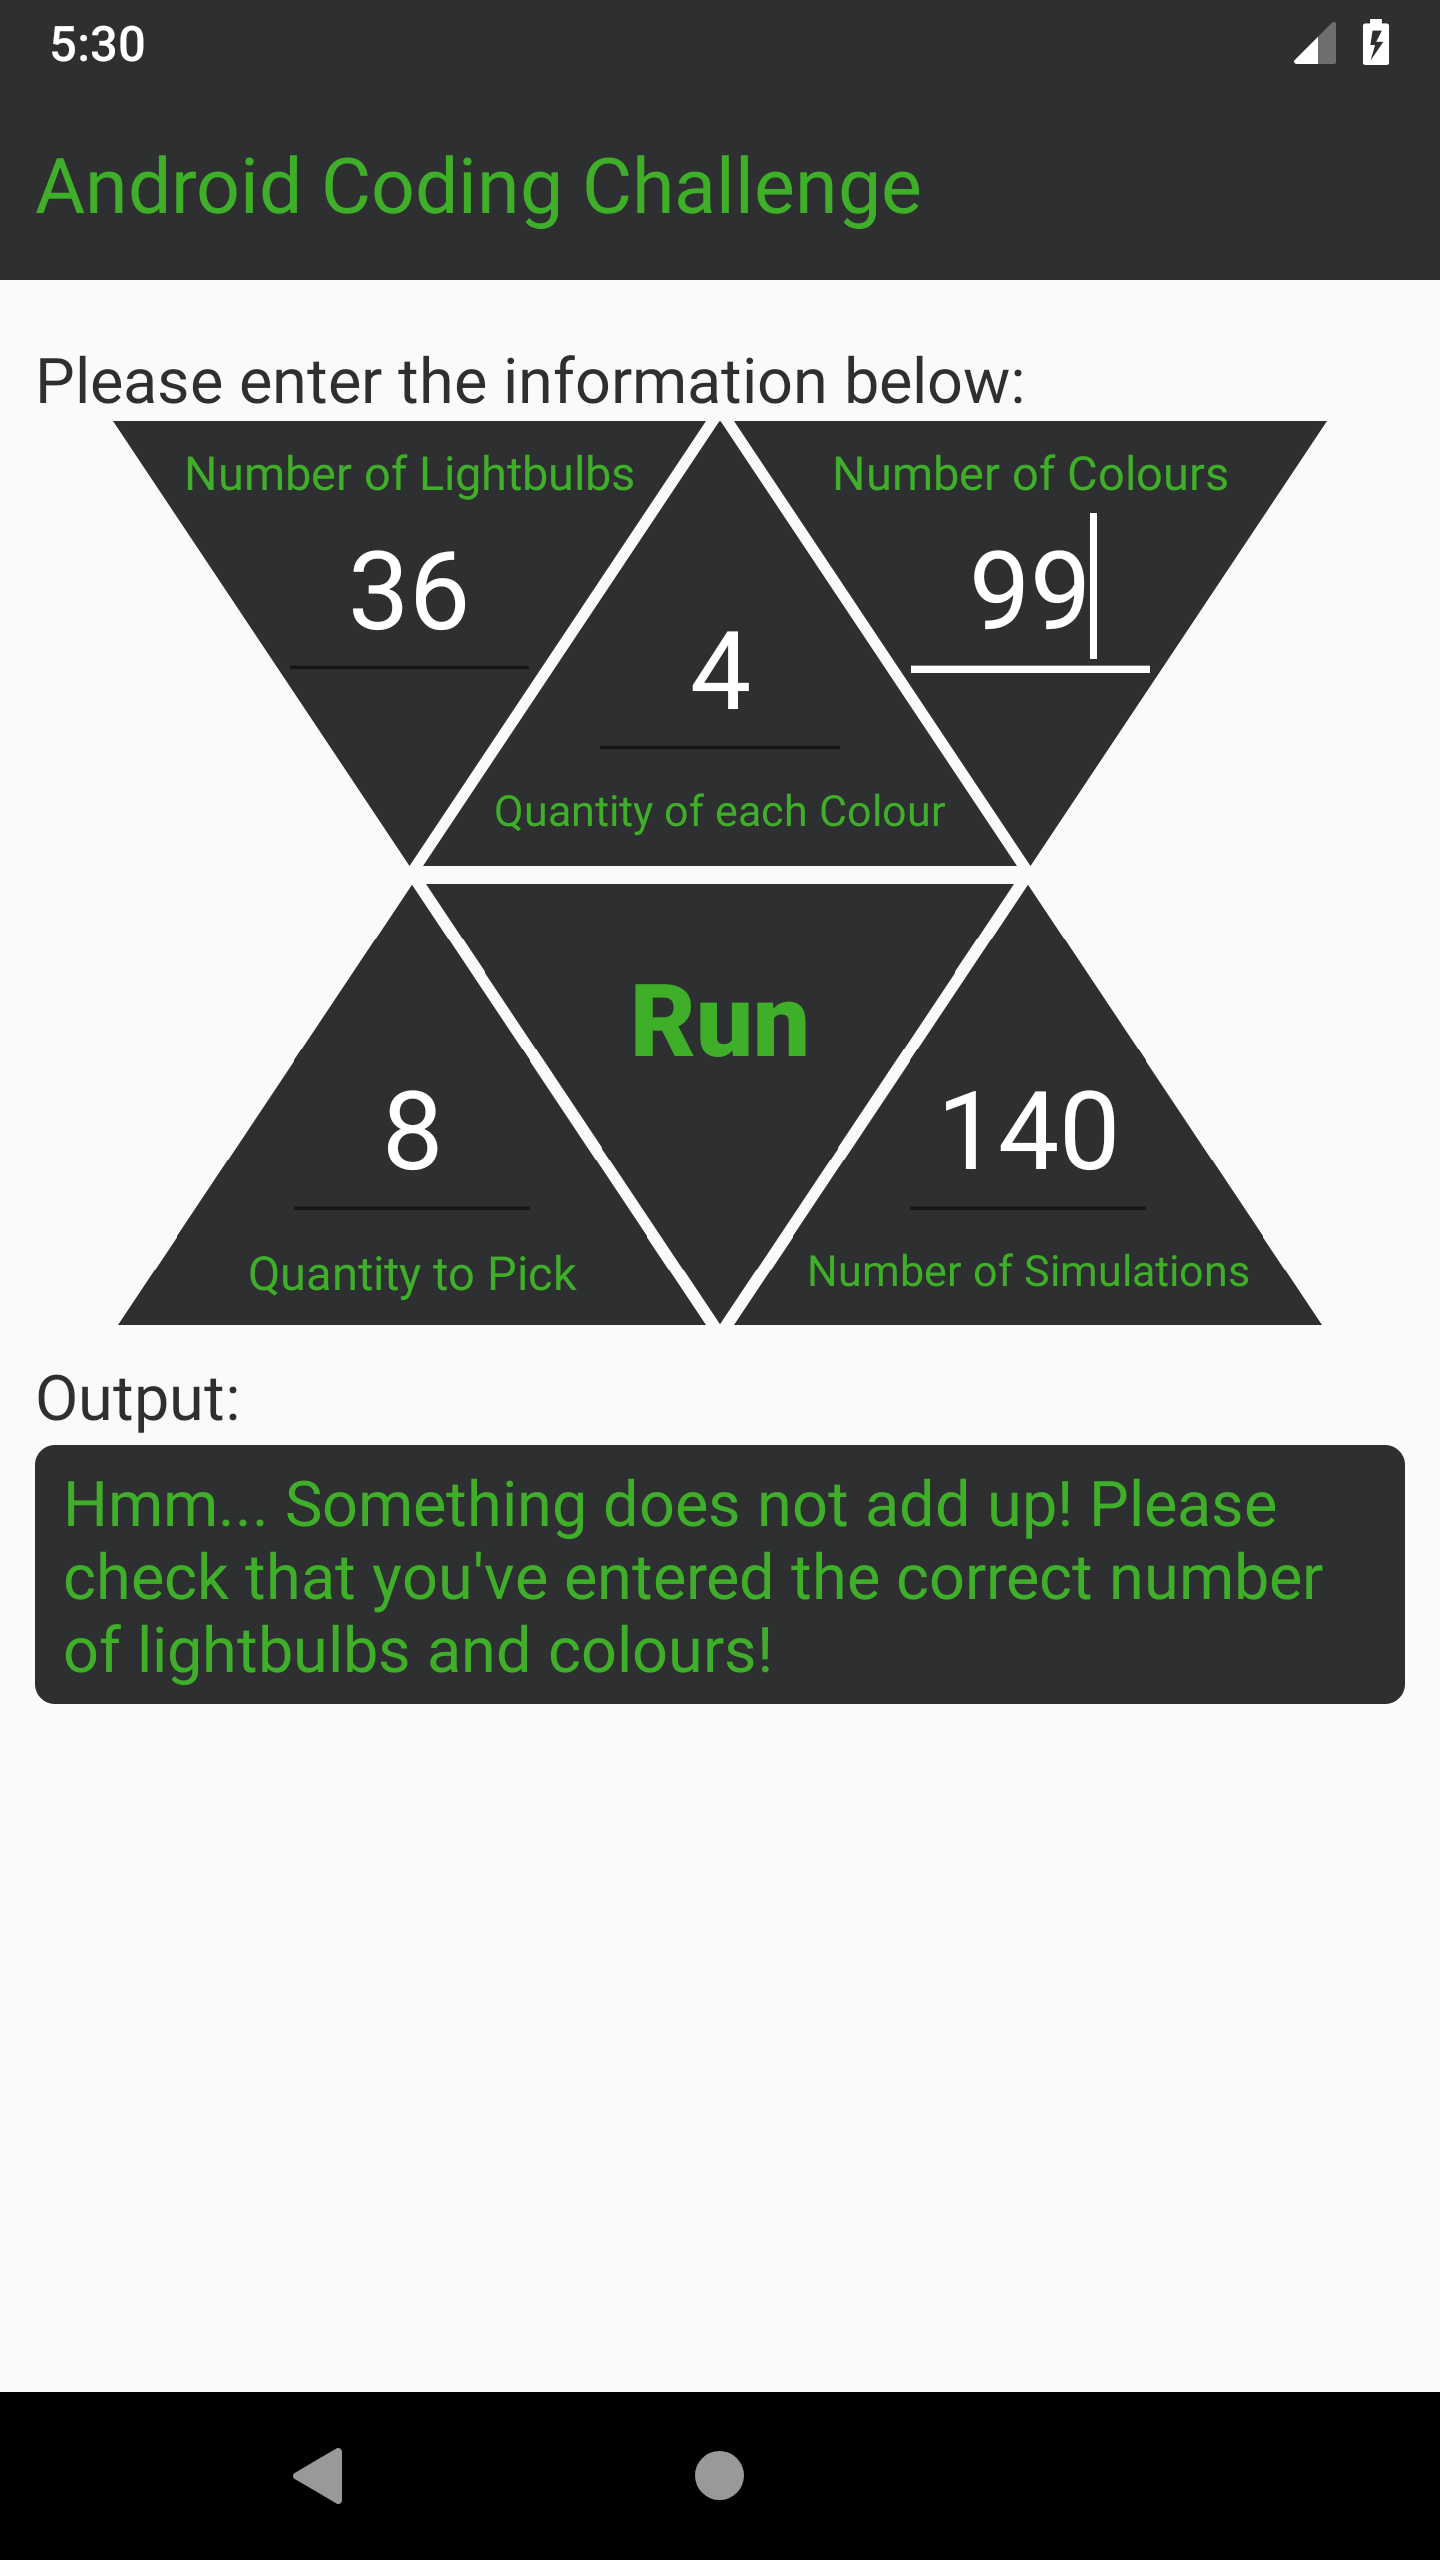 5:30
Android Coding Challenge
Please enter the information below:
Number of Lightbulbs
36
4
Quantity of each Colour
Number of Colours
99
8
Quantity to Pick
Run
140
Number of Simulations
Output:
Hmm... Something does not add up! Please
check that you've entered the correct number
of lightbulbs and colours!